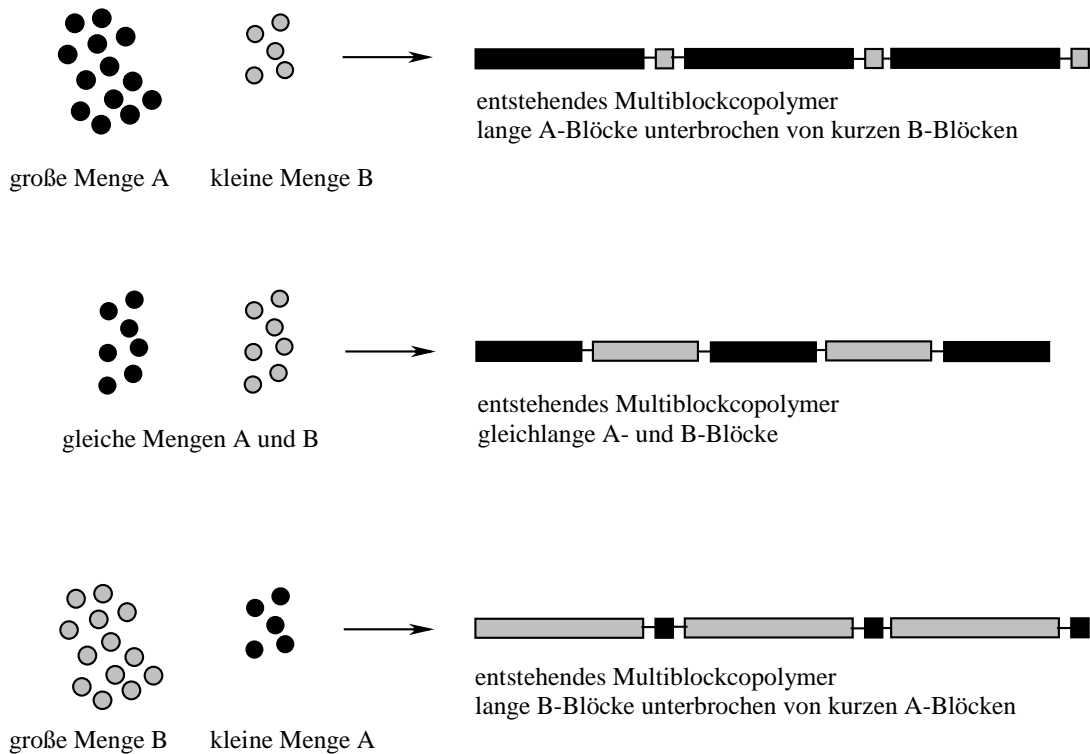 entstehendes Multiblockcopolymer
lange A-Blöcke unterbrochen von kurzen B-Blöcken
große Menge A
kleine Menge B
entstehendes Multiblockcopolymer
gleichlange A- und B-Blöcke
gleiche Mengen A und B
entstehendes Multiblockcopolymer
lange B-Blöcke unterbrochen von kurzen A-Blöcken
große Menge B
kleine Menge A